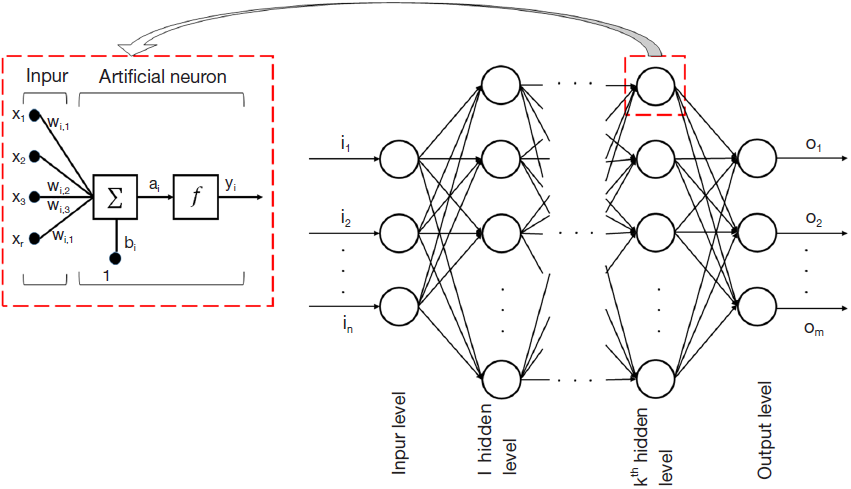 Inpur
Artificial neuron
x1
wi,1
x2
wi,2
x3
wi,3
xr
wi,1
Σ
ai
f
yi
bi
1
i1
i2
in
. . .
. . .
o1
o2
om
Inpur level
I hidden
level
kth hidden
level
Output level